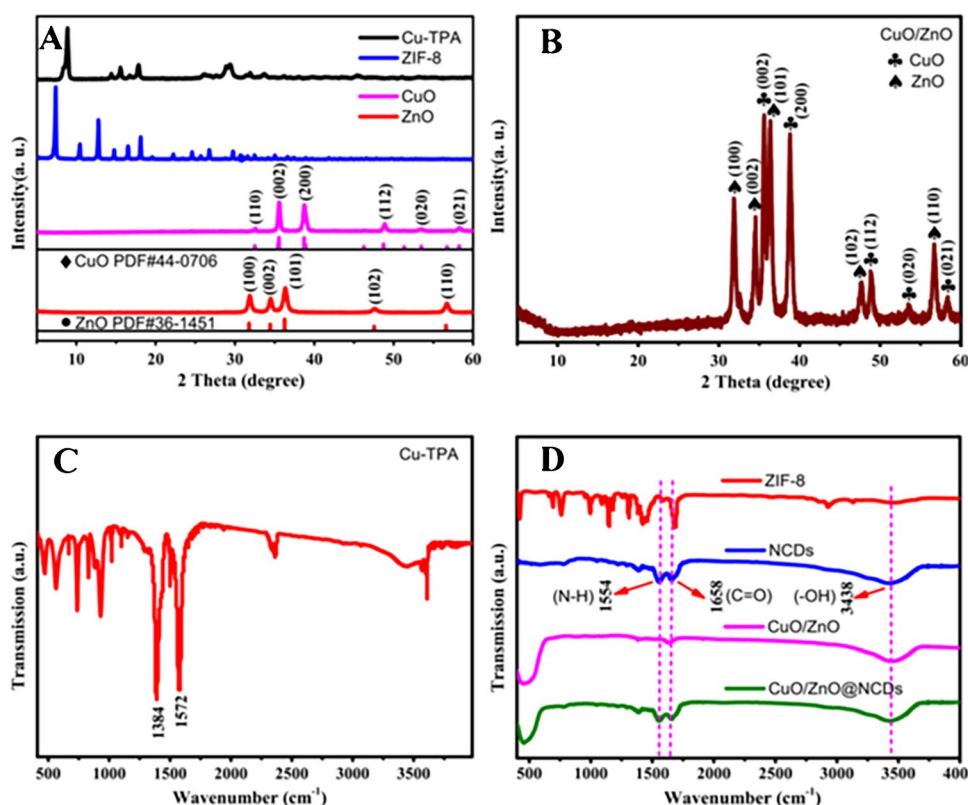 A
Cu-TPA
ZIF-8
CuO
ZnO
Intensity(a. u.)
(110)
(002)
(200)
(112)
(020)
(021)
♦ CuO PDF#44-0706
(100)
(002)
(101)
(102)
(110)
● ZnO PDF#36-1451
10 20 30 40 50 60
2 Theta (degree)
B
CuO/ZnO
♣ CuO
♠ ZnO
Intensity(a. u.)
♠ (100)
♠ (002)
♣ (002)
♠ (101)
♣ (200)
♠ (102)
♣ (112)
♣ (020)
♠ (110)
♣ (021)
10 20 30 40 50 60
2 Theta (degree)
C
Cu-TPA
Transmission (a.u.)
1384
1572
500 1000 1500 2000 2500 3000 3500
Wavenumber (cm-1)
D
ZIF-8
NCDs
(N-H) 1554
1658 (C=O)
(-OH) 3438
CuO/ZnO
CuO/ZnO@NCDs
Transmission (a.u.)
500 1000 1500 2000 2500 3000 3500 400
Wavenumber (cm-1)